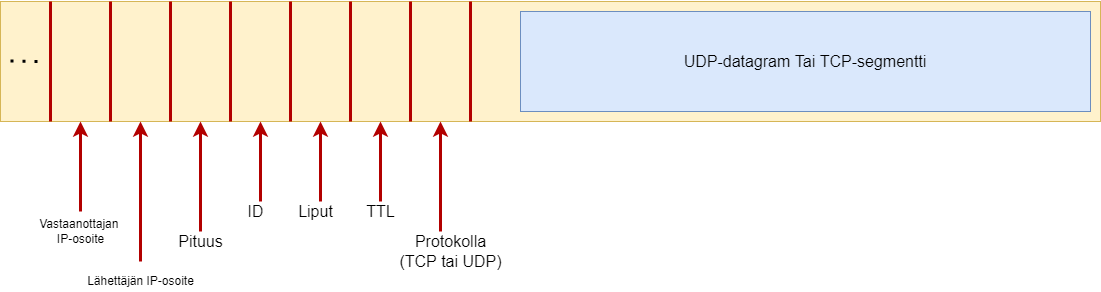 ...
UDP-datagram Tai TCP-segmentti
Vastaanottajan
IP-osoite
Lähettäjän IP-osoite
Pituus
ID
Liput
TTL
Protokolla
(TCP tai UDP)